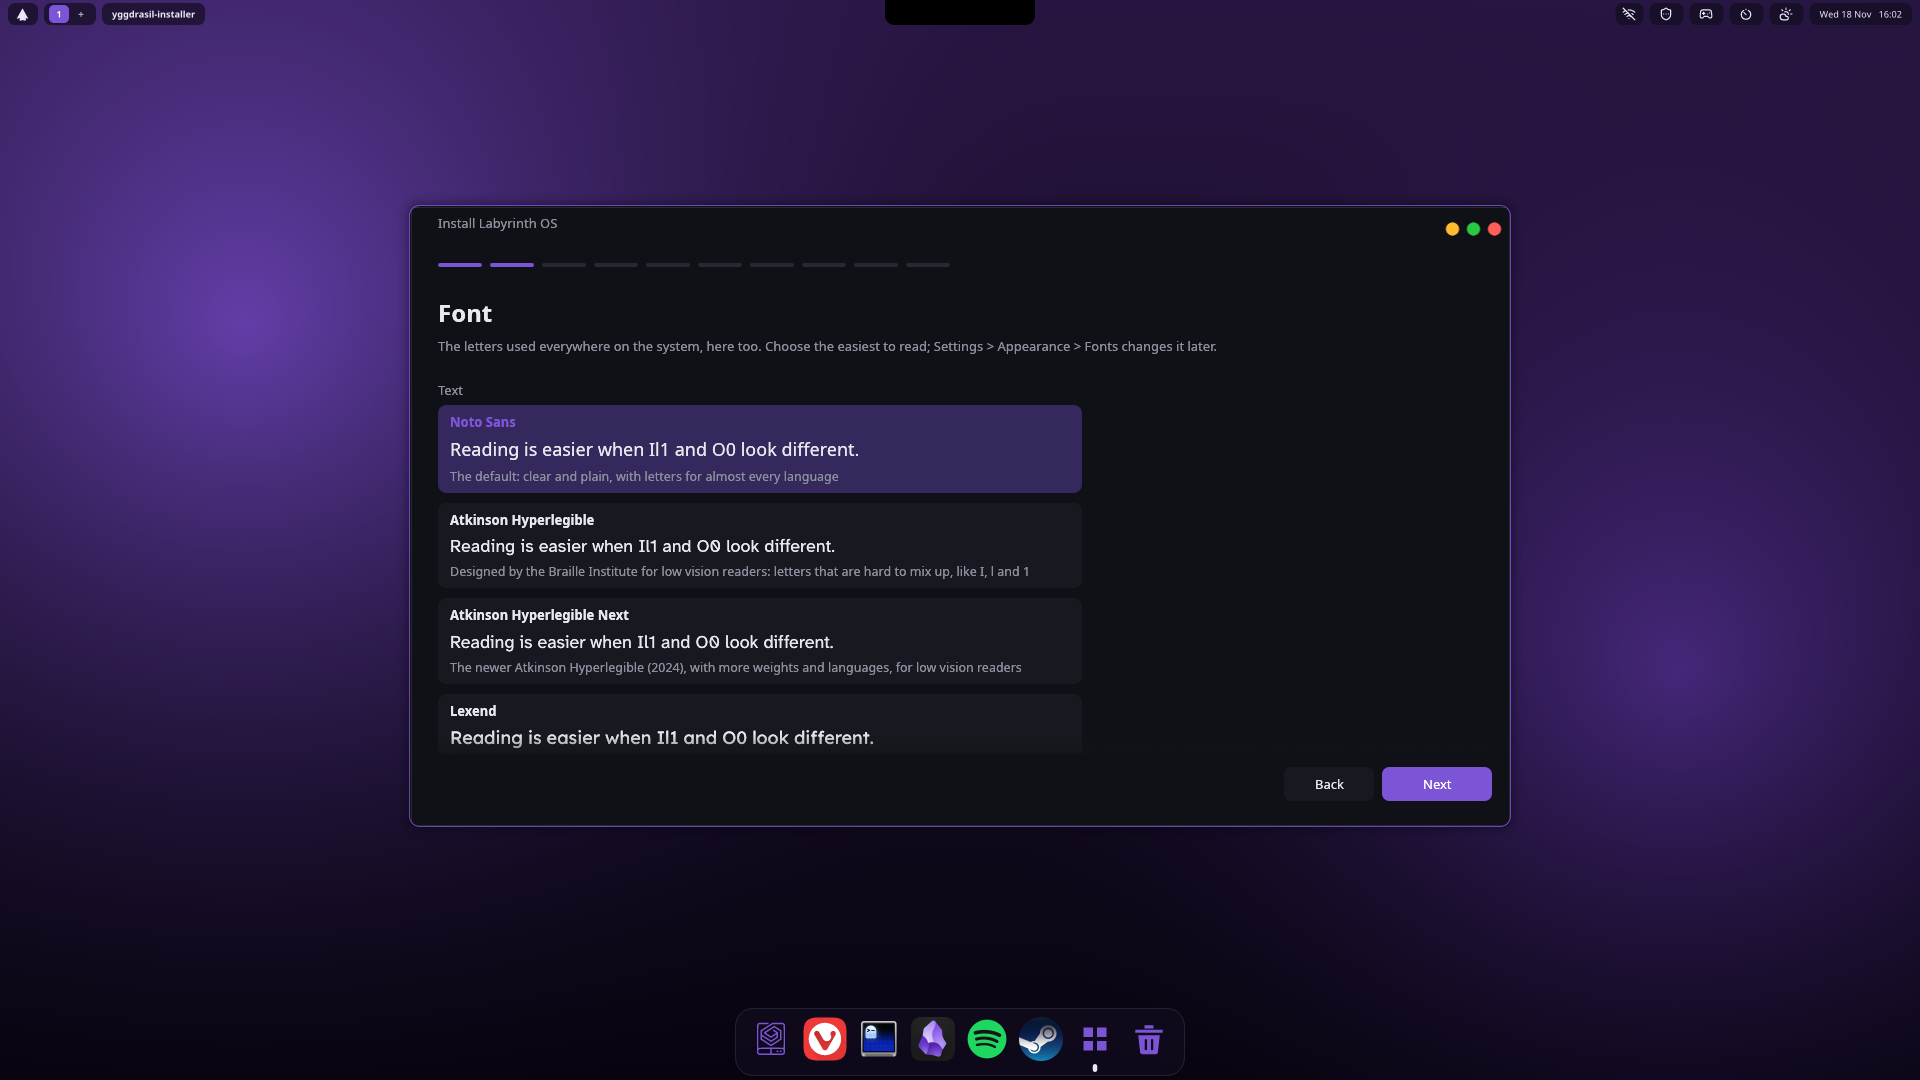 1 +
yggdrasil-installer
Wed 18 Nov 16:02
Install Labyrinth OS
Font
The letters used everywhere on the system, here too. Choose the easiest to read; Settings > Appearance > Fonts changes it later.
Text
Noto Sans
Reading is easier when Il1 and O0 look different.
The default: clear and plain, with letters for almost every language
Atkinson Hyperlegible
Reading is easier when Il1 and O0 look different.
Designed by the Braille Institute for low vision readers: letters that are hard to mix up, like I, l and 1
Atkinson Hyperlegible Next
Reading is easier when Il1 and O0 look different.
The newer Atkinson Hyperlegible (2024), with more weights and languages, for low vision readers
Lexend
Reading is easier when Il1 and O0 look different.
Back
Next